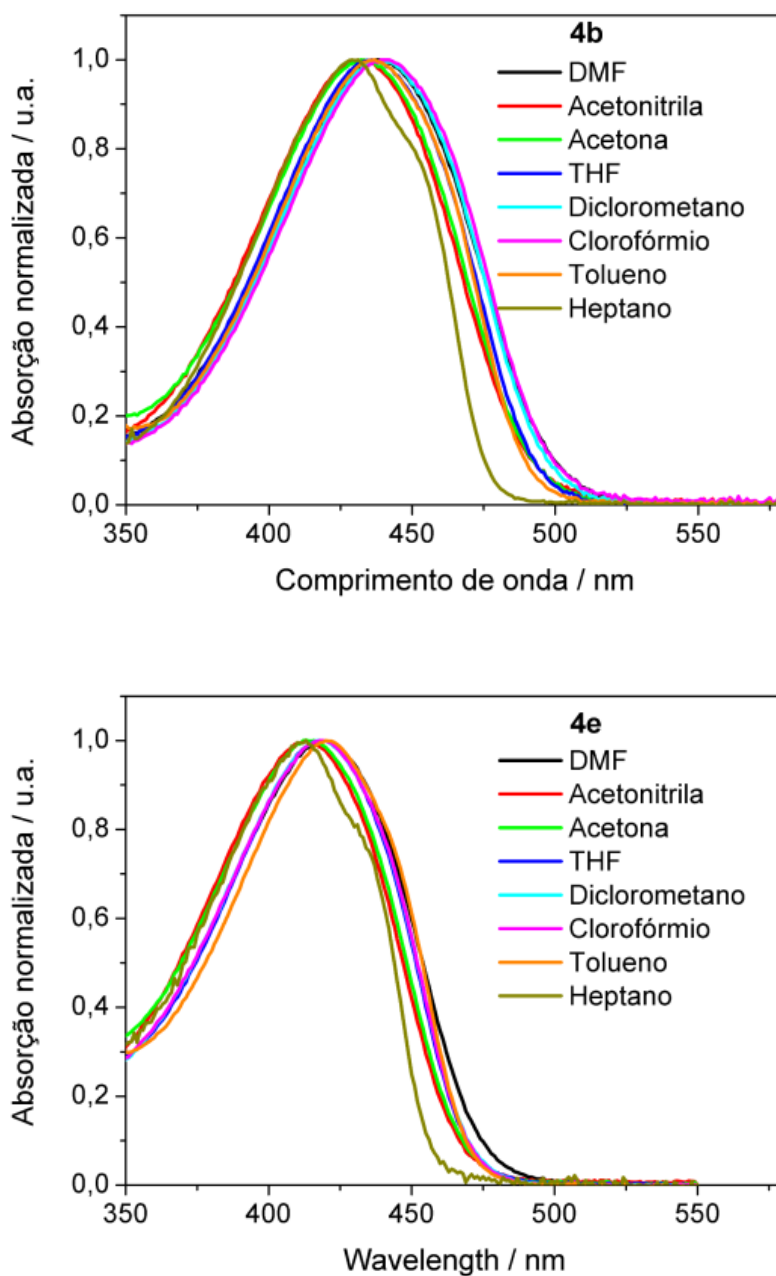 4b
DMF
Acetonitrila
Acetona
THF
Diclorometano
Clorofórmio
Tolueno
Heptano
Absorção normalizada / u.a.
1,0
0,8
0,6
0,4
0,2
0,0
350 400 450 500 550
Comprimento de onda / nm
4e
DMF
Acetonitrila
Acetona
THF
Diclorometano
Clorofórmio
Tolueno
Heptano
Absorção normalizada / u.a.
1,0
0,8
0,6
0,4
0,2
0,0
350 400 450 500 550
Wavelength / nm